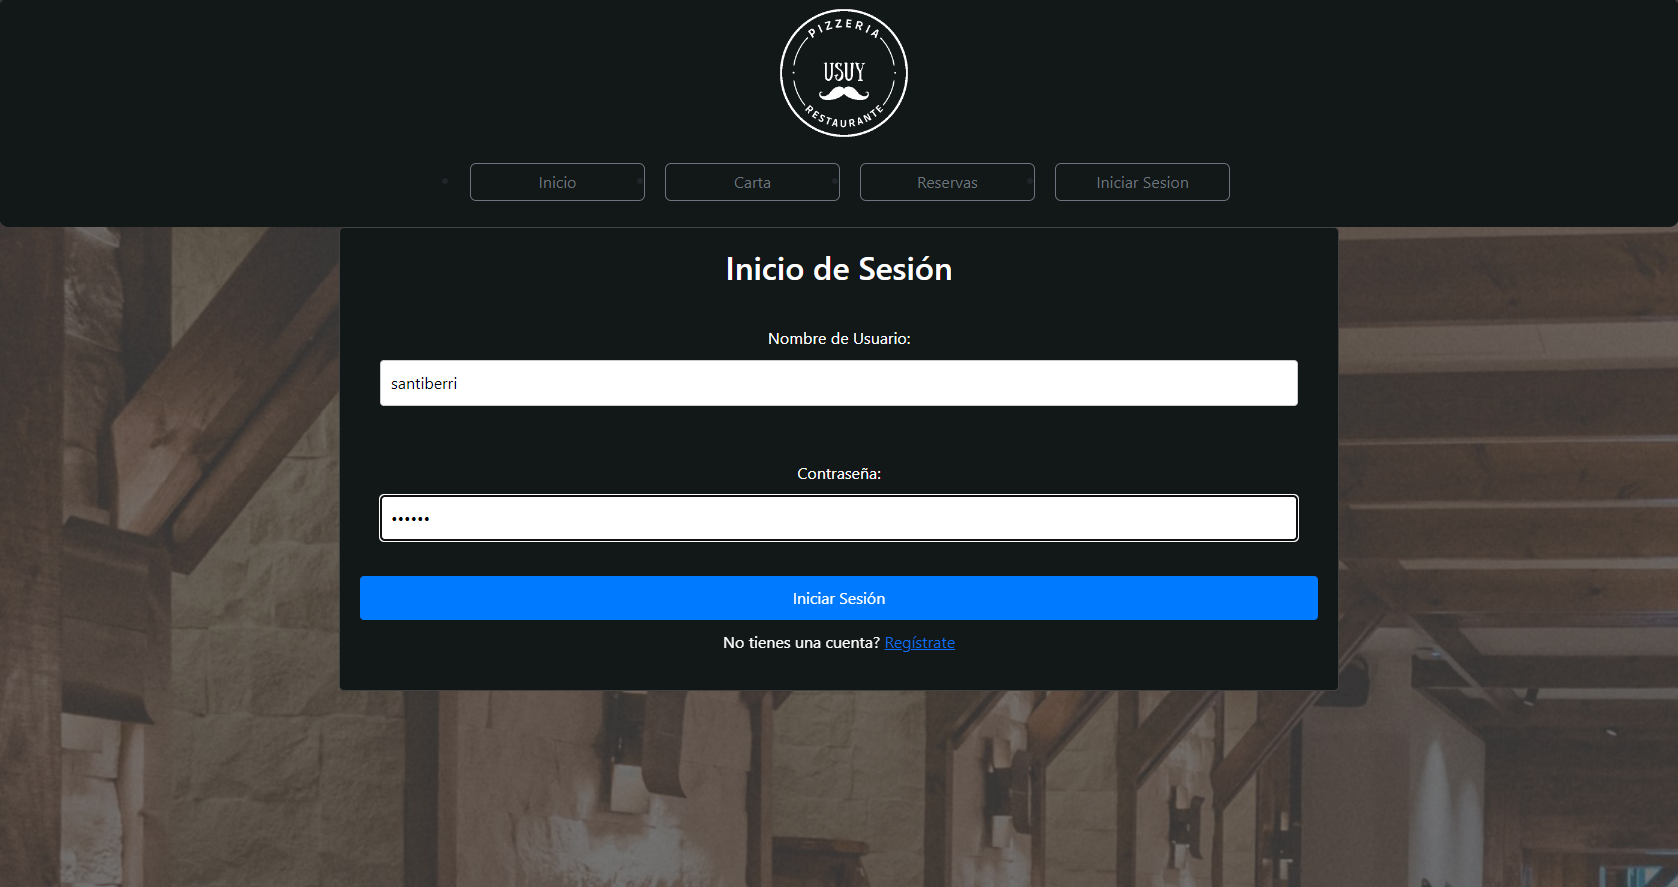 PIZZERIA
USUY
RESTAURANTE
Inicio
Carta
Reservas
Iniciar Sesion
Inicio de Sesión
Nombre de Usuario:
santiberri
Contraseña:
••••••
Iniciar Sesión
No tienes una cuenta? Regístrate